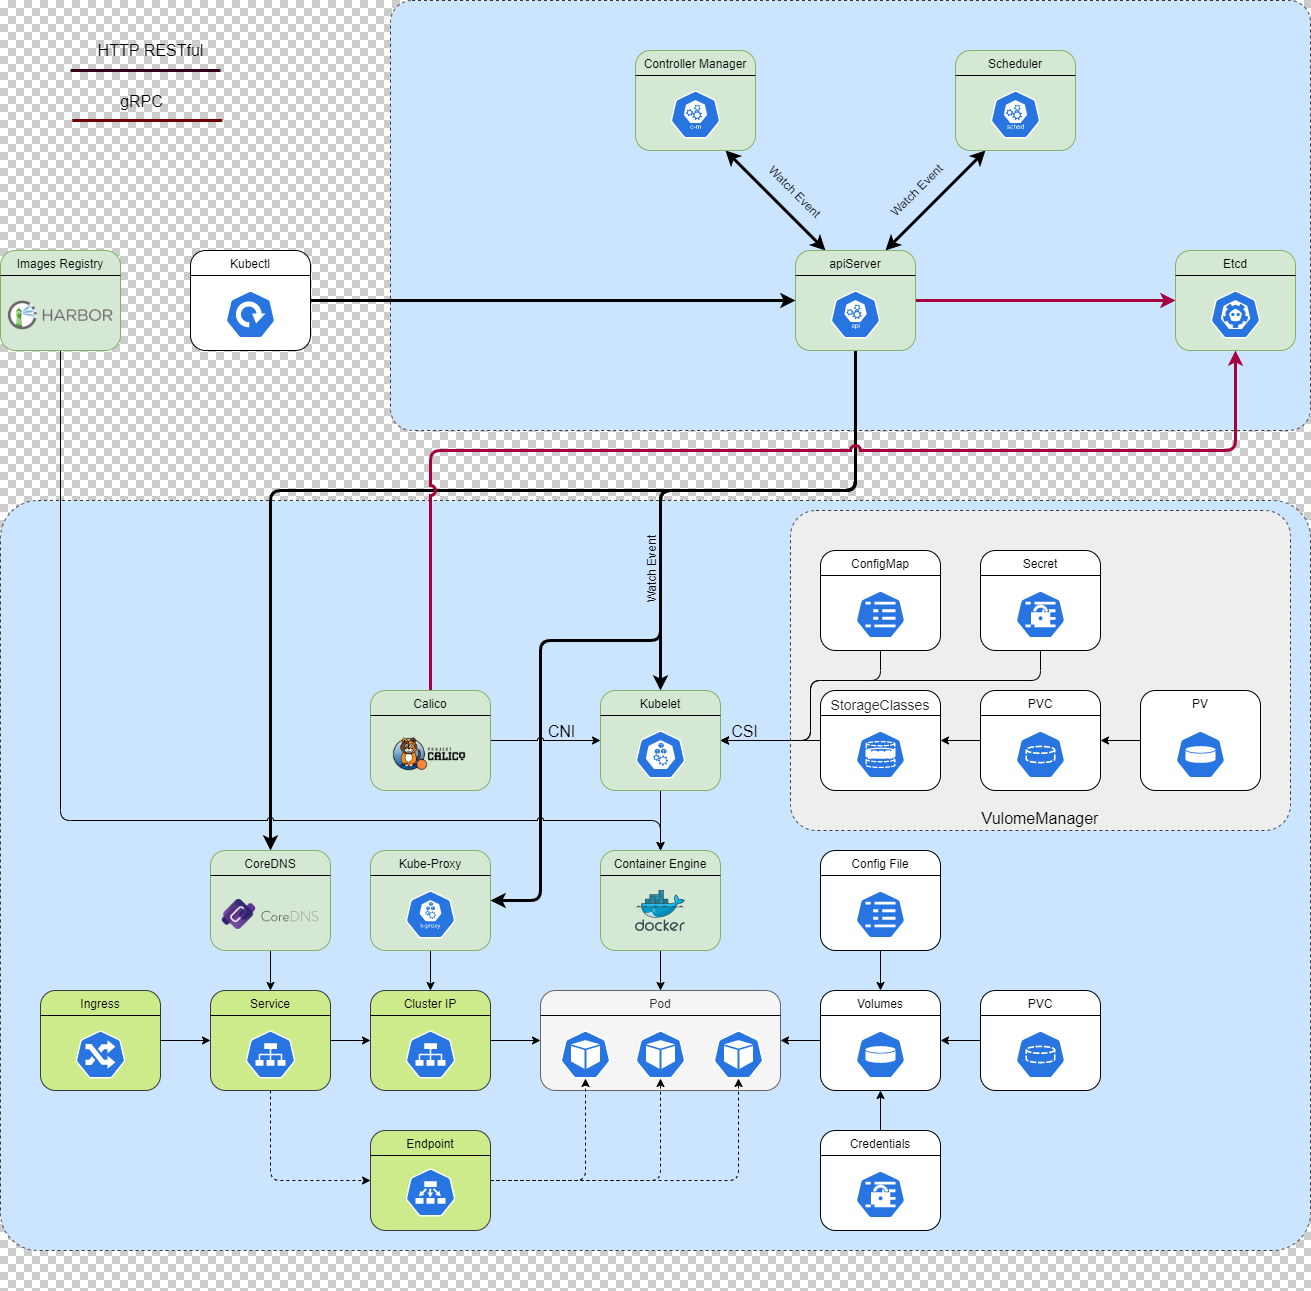 HTTP RESTful
gRPC
Controller Manager
c-m
Scheduler
sched
Watch Event
Watch Event
Images Registry
HARBOR
Kubectl
apiServer
api
Etcd
Watch Event
ConfigMap
Secret
Calico
PROJECT
CALICO
CNI
Kubelet
CSI
StorageClasses
PVC
PV
VulomeManager
CoreDNS
CoreDNS
Kube-Proxy
k-proxy
Container Engine
docker
Config File
Ingress
Service
Cluster IP
Pod
Volumes
PVC
Endpoint
Credentials